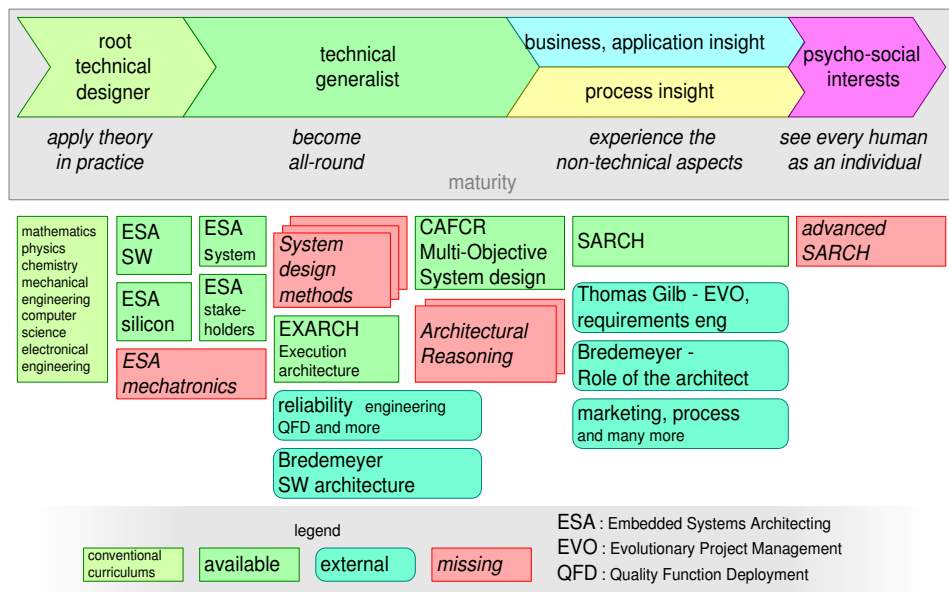 root
technical
designer
technical
generalist
business, application insight
process insight
psycho-social
interests
apply theory
in practice
become
all-round
experience the
non-technical aspects
see every human
as an individual
maturity
mathematics
physics
chemistry
mechanical
engineering
computer
science
electronical
engineering
ESA
SW
ESA
System
ESA
silicon
ESA
stake-
holders
ESA
mechatronics
System
design
methods
EXARCH
Execution
architecture
reliability engineering
QFD and more
Bredemeyer
SW architecture
CAFCR
Multi-Objective
System design
Architectural
Reasoning
SARCH
Thomas Gilb - EVO,
requirements eng
Bredemeyer -
Role of the architect
marketing, process
and many more
advanced
SARCH
legend
conventional
curriculums
available
external
missing
ESA : Embedded Systems Architecting
EVO : Evolutionary Project Management
QFD : Quality Function Deployment